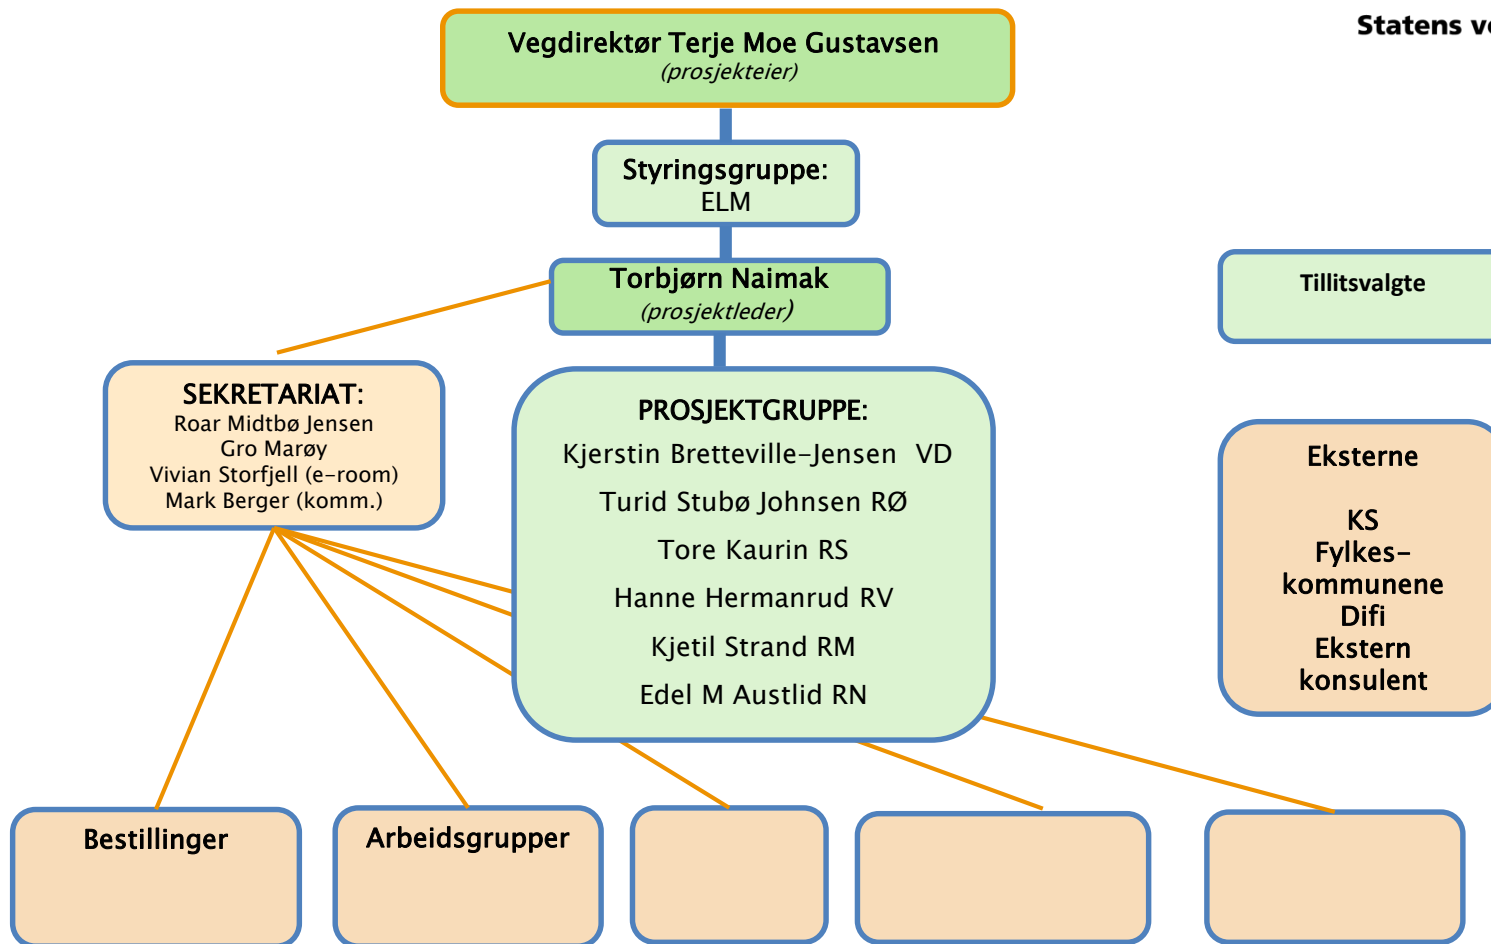 Statens ve
Vegdirektør Terje Moe Gustavsen
(prosjekteier)
Styringsgruppe:
ELM
Torbjørn Naimak
(prosjektleder)
Tillitsvalgte
SEKRETARIAT:
Roar Midtbø Jensen
Gro Marøy
Vivian Storfjell (e-room)
Mark Berger (komm.)
PROSJEKTGRUPPE:
Kjerstin Bretteville-Jensen VD
Turid Stubø Johnsen RØ
Tore Kaurin RS
Hanne Hermanrud RV
Kjetil Strand RM
Edel M Austlid RN
Eksterne
KS
Fylkes-
kommunene
Difi
Ekstern
konsulent
Bestillinger
Arbeidsgrupper